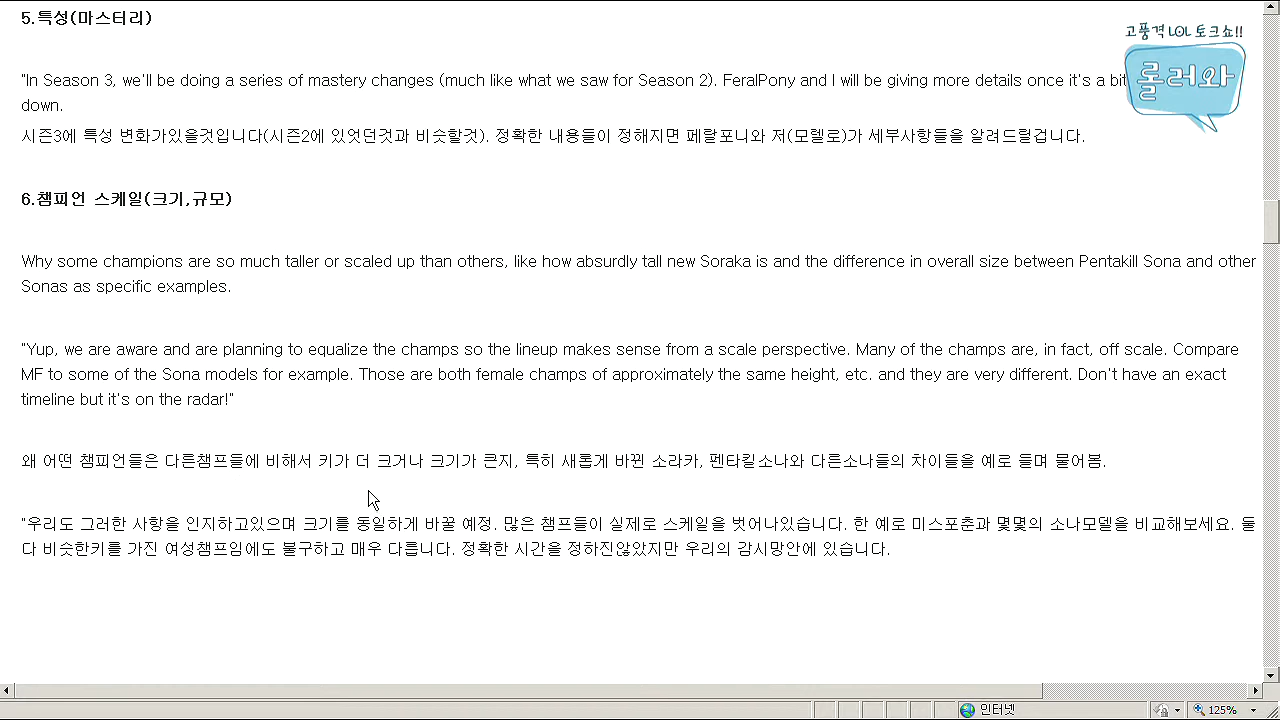 5.특성(마스터리)
고풍격 LOL 토크쇼!!
롤러와
"In Season 3, we'll be doing a series of mastery changes (much like what we saw for Season 2). FeralPony and I will be giving more details once it's a bit
down.
시즌3에 특성 변화가있을것입니다(시즌2에 있엇던것과 비슷할것). 정확한 내용들이 정해지면 페랄포니와 저(모렐로)가 세부사항들을 알려드릴겁니다.
6.챔피언 스케일(크기,규모)
Why some champions are so much taller or scaled up than others, like how absurdly tall new Soraka is and the difference in overall size between Pentakill Sona and other
Sonas as specific examples.
"Yup, we are aware and are planning to equalize the champs so the lineup makes sense from a scale perspective. Many of the champs are, in fact, off scale. Compare
MF to some of the Sona models for example. Those are both female champs of approximately the same height, etc. and they are very different. Don't have an exact
timeline but it's on the radar!"
왜 어떤 챔피언들은 다른챔프들에 비해서 키가 더 크거나 크기가 큰지, 특히 새롭게 바뀐 소라카, 펜타킬소나와 다른소나들의 차이들을 예로 들며 물어봄.
"우리도 그러한 사항을 인지하고있으며 크기를 동일하게 바꿀 예정. 많은 챔프들이 실제로 스케일을 벗어나있습니다. 한 예로 미스포츈과 몇몇의 소나모델을 비교해보세요. 둘
다 비슷한키를 가진 여성챔프임에도 불구하고 매우 다릅니다. 정확한 시간을 정하진않았지만 우리의 감시망안에 있습니다.
인터넷
125%